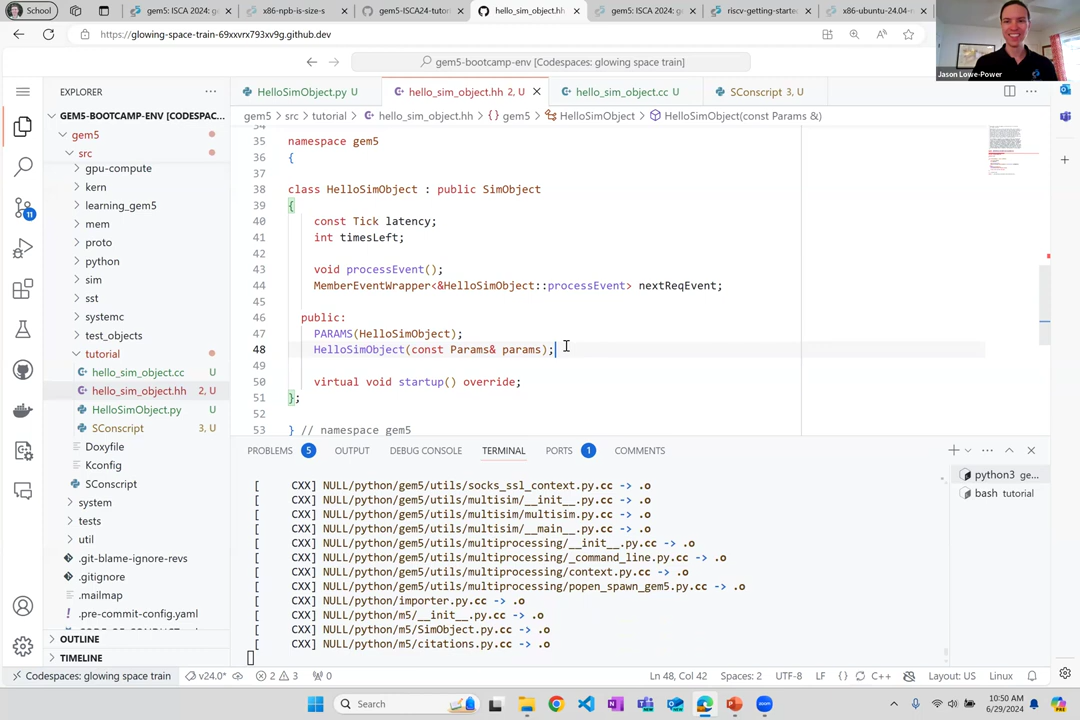 School
gem5: ISCA 2024: g
x86-npb-is-size-s
gem5-ISCA24-tutor
hello_sim_object.hh
gem5: ISCA 2024: g
riscv-getting-starte
x86-ubuntu-24.04-
https://glowing-space-train-69xxvrx793xv9g.github.dev
Jason Lowe-Power
gem5-bootcamp-env [Codespaces: glowing space train]
EXPLORER
HelloSimObject.py U
hello_sim_object.hh 2, U
hello_sim_object.cc U
SConscript 3, U
GEM5-BOOTCAMP-ENV [CODESPAC...
gem5 > src > tutorial > hello_sim_object.hh > {} gem5 > HelloSimObject > HelloSimObject(const Params &)
gem5
src
gpu-compute
kern
learning_gem5
mem
proto
python
sim
sst
systemc
test_objects
tutorial
hello_sim_object.cc U
hello_sim_object.hh 2, U
HelloSimObject.py U
SConscript 3, U
Doxyfile
Kconfig
SConscript
system
tests
util
.git-blame-ignore-revs
.gitignore
.mailmap
.pre-commit-config.yaml
OUTLINE
TIMELINE
11
34
35 namespace gem5
36 {
37
38 class HelloSimObject : public SimObject
39 {
40 const Tick latency;
41 int timesLeft;
42
43 void processEvent();
44 MemberEventWrapper<&HelloSimObject::processEvent> nextReqEvent;
45
46 public:
47 PARAMS(HelloSimObject);
48 HelloSimObject(const Params& params);
49
50 virtual void startup() override;
51 };
52
53 } // namespace gem5
PROBLEMS 5 OUTPUT DEBUG CONSOLE TERMINAL PORTS 1 COMMENTS
[ CXX] NULL/python/gem5/utils/socks_ssl_context.py.cc -> .o
[ CXX] NULL/python/gem5/utils/multisim/__init__.py.cc -> .o
[ CXX] NULL/python/gem5/utils/multisim/multisim.py.cc -> .o
[ CXX] NULL/python/gem5/utils/multisim/__main__.py.cc -> .o
[ CXX] NULL/python/gem5/utils/multiprocessing/__init__.py.cc -> .o
[ CXX] NULL/python/gem5/utils/multiprocessing/_command_line.py.cc -> .o
[ CXX] NULL/python/gem5/utils/multiprocessing/context.py.cc -> .o
[ CXX] NULL/python/gem5/utils/multiprocessing/popen_spawn_gem5.py.cc -> .o
[ CXX] NULL/python/importer.py.cc -> .o
[ CXX] NULL/python/m5/__init__.py.cc -> .o
[ CXX] NULL/python/m5/SimObject.py.cc -> .o
[ CXX] NULL/python/m5/citations.py.cc -> .o
python3 ge...
bash tutorial
Codespaces: glowing space train v24.0* 2 3 0 Ln 48, Col 42 Spaces: 2 UTF-8 LF {} C++ Layout: US Linux
Search
10:50 AM
6/29/2024